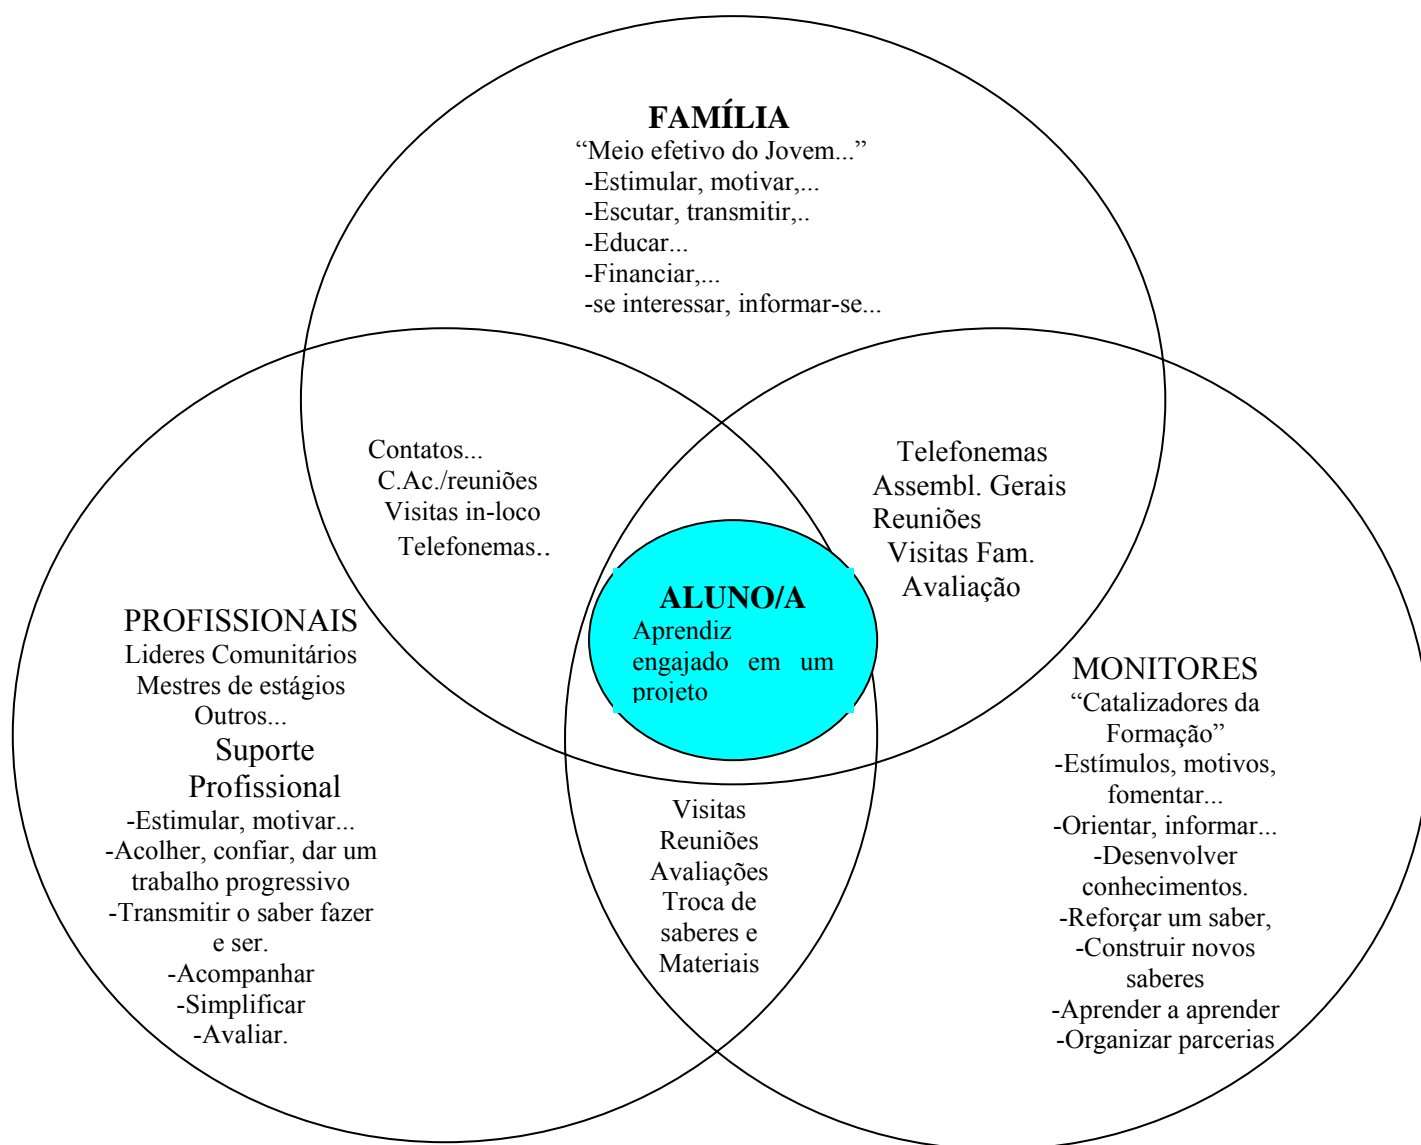 FAMÍLIA
“Meio efetivo do Jovem...”
-Estimular, motivar,...
-Escutar, transmitir,..
-Educar...
-Financiar,...
-se interessar, informar-se...
Contatos...
C.Ac./reuniões
Visitas in-loco
Telefonemas..
Telefonemas
Assembl. Gerais
Reuniões
Visitas Fam.
Avaliação
ALUNO/A
Aprendiz
engajado em um
projeto
PROFISSIONAIS
Lideres Comunitários
Mestres de estágios
Outros...
Suporte
Profissional
-Estimular, motivar...
-Acolher, confiar, dar um
trabalho progressivo
-Transmitir o saber fazer
e ser.
-Acompanhar
-Simplificar
-Avaliar.
Visitas
Reuniões
Avaliações
Troca de
saberes e
Materiais
MONITORES
“Catalizadores da
Formação”
-Estímulos, motivos,
fomentar...
-Orientar, informar...
-Desenvolver
conhecimentos.
-Reforçar um saber,
-Construir novos
saberes
-Aprender a aprender
-Organizar parcerias